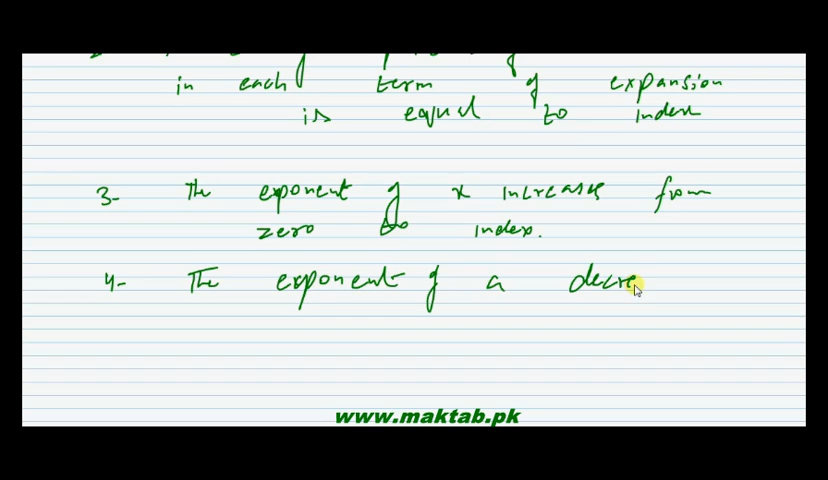 in each term of expansion
is equal to index
3- The exponent of x increases from
zero to index.
4- The exponent of a decre
www.maktab.pk